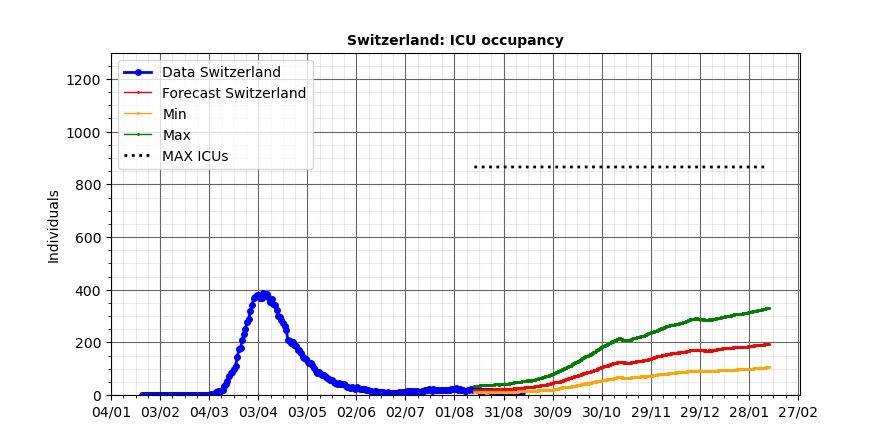 Switzerland: ICU occupancy
Data Switzerland
Forecast Switzerland
Min
Max
MAX ICUs
Individuals
1200
1000
800
600
400
200
0
04/01 03/02 04/03 03/04 03/05 02/06 02/07 01/08 31/08 30/09 30/10 29/11 29/12 28/01 27/02